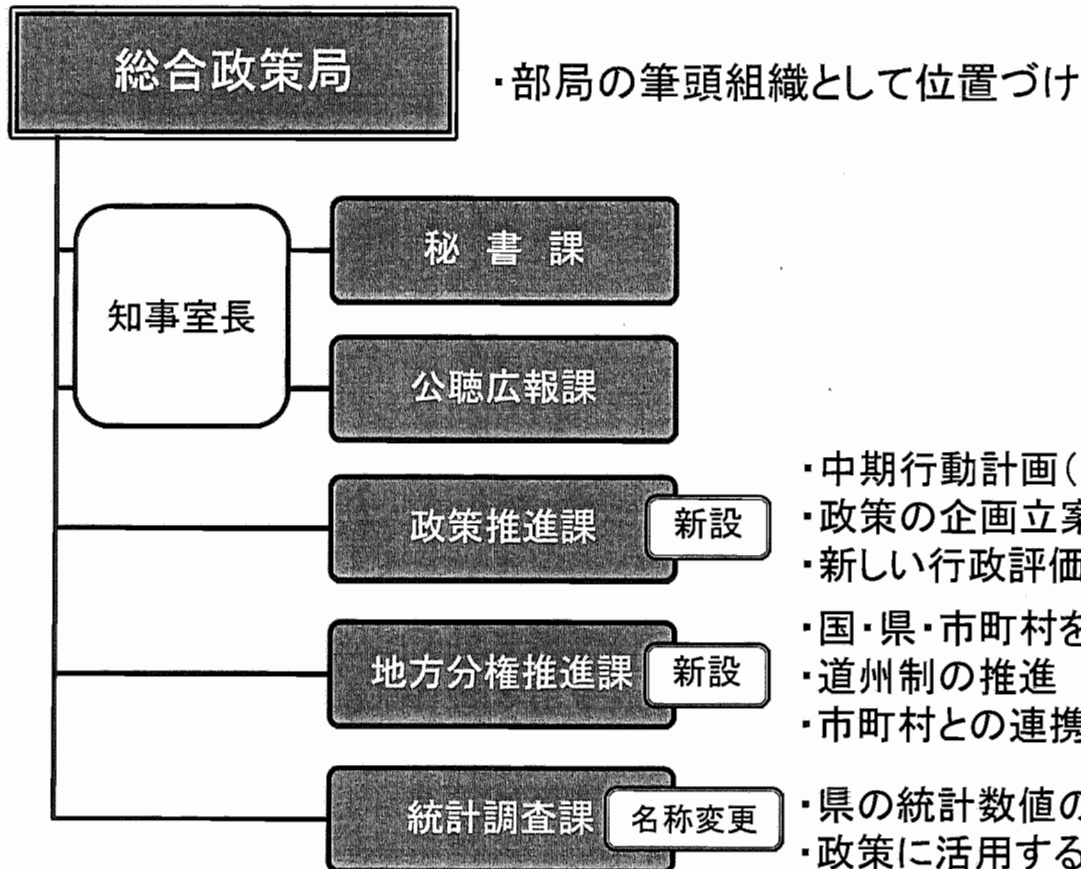 総合政策局
・部局の筆頭組織として位置づけ
知事室長
秘書課
公聴広報課
政策推進課
新設
・中期行動計画(
・政策の企画立案
・新しい行政評価
地方分権推進課
新設
・国・県・市町村を
・道州制の推進
・市町村との連携
統計調査課
名称変更
・県の統計数値の
・政策に活用する